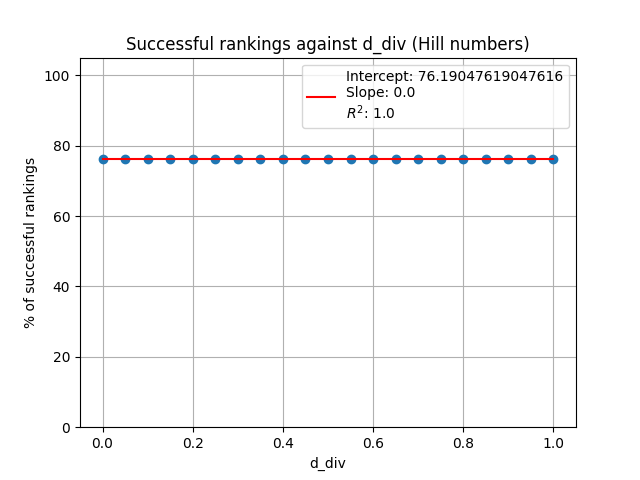 Successful rankings against d_div (Hill numbers)
Intercept: 76.19047619047616
Slope: 0.0
R²: 1.0
% of successful rankings
100
80
60
40
20
0
0.0 0.2 0.4 0.6 0.8 1.0
d_div